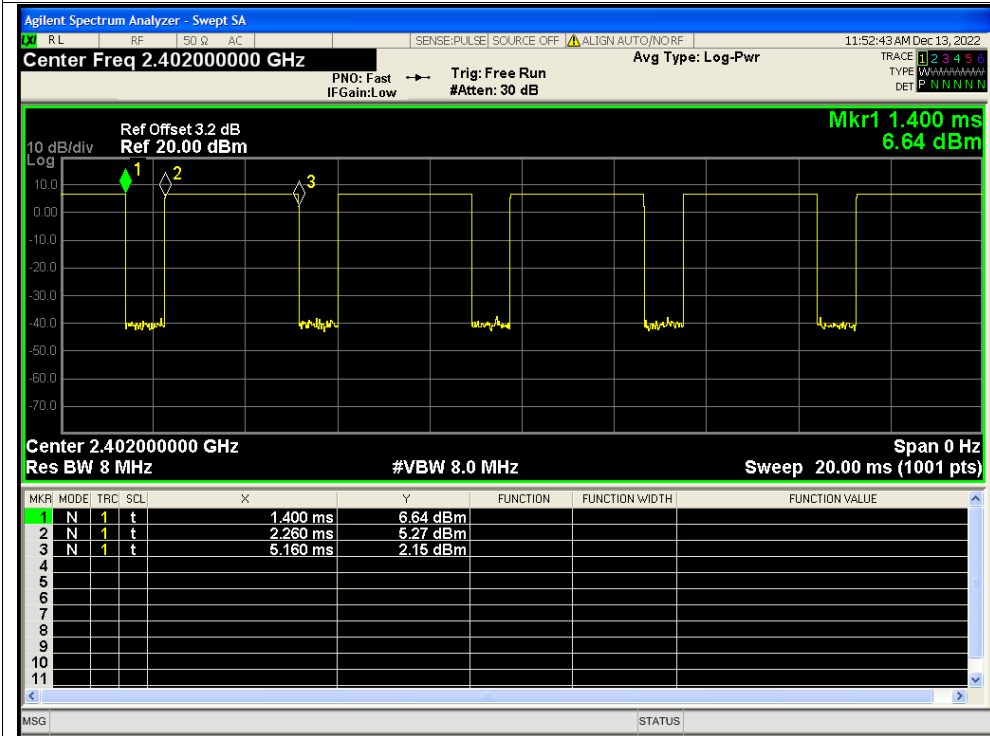 Agilent Spectrum Analyzer - Swept SA
LXI RL RF 50 Ω AC SENSE:PULSE SOURCE OFF ALIGN AUTO/NO RF 11:52:43 AM Dec 13, 2022
Center Freq 2.402000000 GHz
PNO: Fast
IFGain:Low
Trig: Free Run
#Atten: 30 dB
Avg Type: Log-Pwr
TRACE 1 2 3 4 5 6
TYPE WWWWWWW
DET P N N N N N
Mkr1 1.400 ms
6.64 dBm
Ref Offset 3.2 dB
10 dB/div Ref 20.00 dBm
Log
1
2
3
10.0
0.00
-10.0
-20.0
-30.0
-40.0
-50.0
-60.0
-70.0
Center 2.402000000 GHz Span 0 Hz
Res BW 8 MHz #VBW 8.0 MHz Sweep 20.00 ms (1001 pts)
MKR MODE TRC SCL X Y FUNCTION FUNCTION WIDTH FUNCTION VALUE
1 N 1 t 1.400 ms 6.64 dBm
2 N 1 t 2.260 ms 5.27 dBm
3 N 1 t 5.160 ms 2.15 dBm
4
5
6
7
8
9
10
11
MSG STATUS